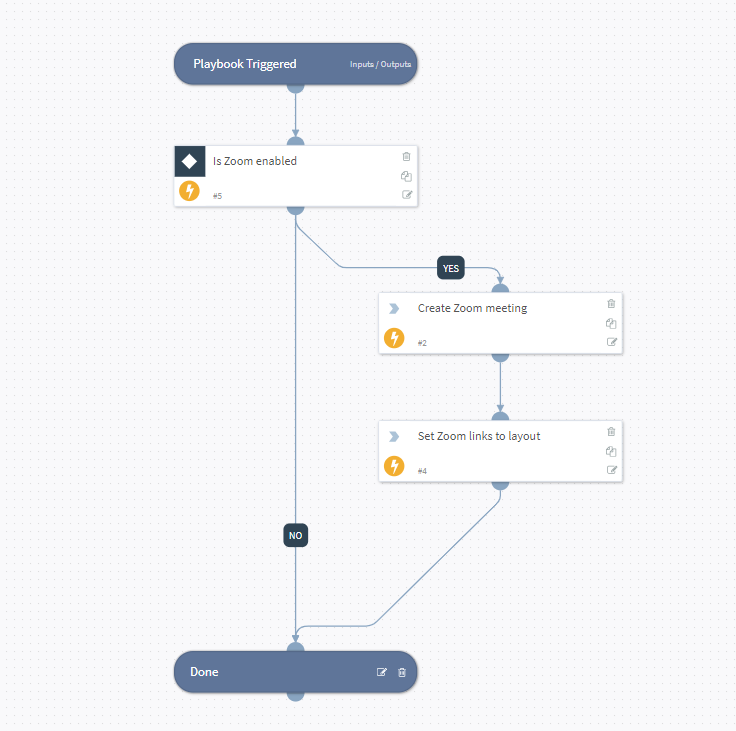 Playbook Triggered
Inputs / Outputs
Is Zoom enabled
#5
YES
Create Zoom meeting
#2
Set Zoom links to layout
#4
NO
Done